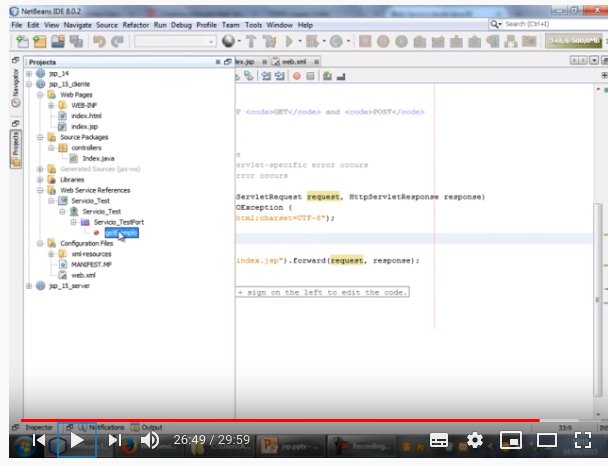 NetBeans IDE 8.0.2
File Edit View Navigate Source Refactor Run Debug Profile Team Tools Window Help
Search (Ctrl+I)
Projects
ex.jsp web.xml
Navigator
Projects
jsp_14
jsp_15_cliente
Web Pages
WEB-INF
index.html
index.jsp
Source Packages
controllers
Index.java
Generated Sources (jax-ws)
Libraries
Web Service References
Servicio_Test
Servicio_Test
Servicio_TestPort
Configuration Files
xml-resources
MANIFEST.MF
web.xml
jsp_15_server
P <code>GET</code> and <code>POST</code>
e
servlet-specific error occurs
rror occurs
ServletRequest request, HttpServletResponse response)
OException {
html;charset=UTF-8");
index.jsp").forward(request, response);
+ sign on the left to edit the code.
Inspector Notifications Output
33:9
26:49 / 29:59
jsp.pptx - ...
Recording...